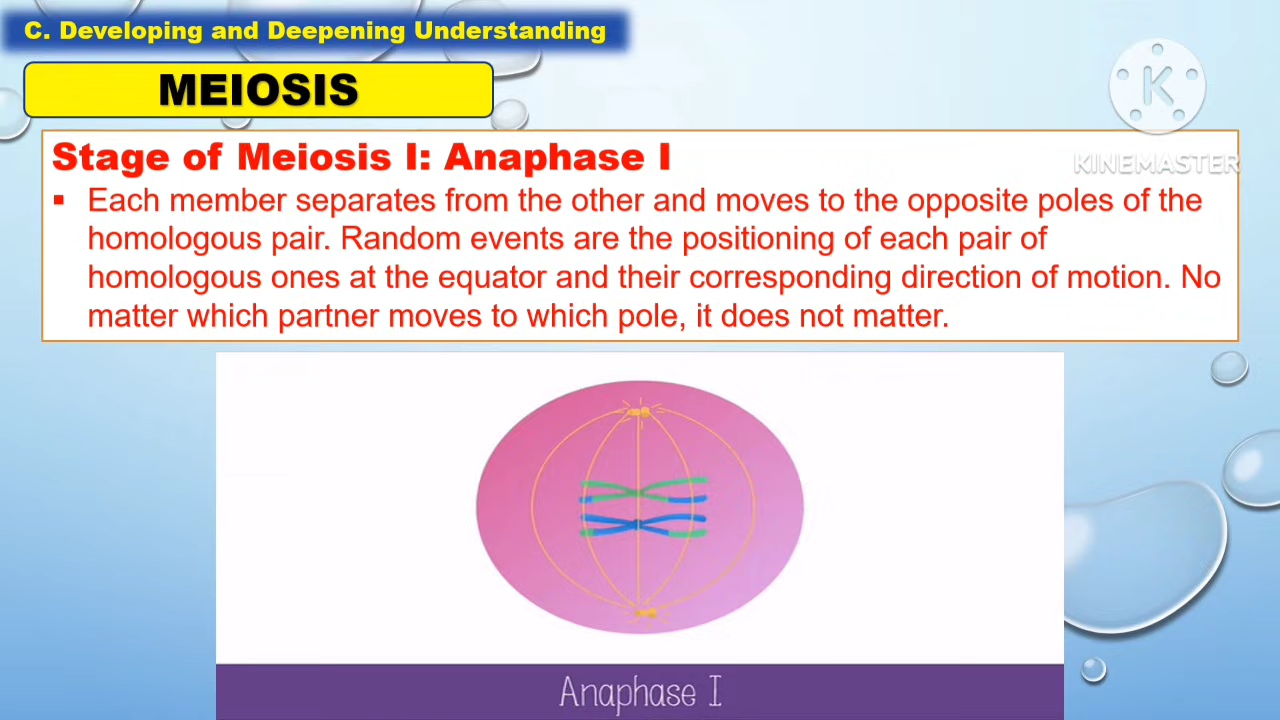 C. Developing and Deepening Understanding
MEIOSIS
K
KINEMASTER
Stage of Meiosis I: Anaphase I
▪ Each member separates from the other and moves to the opposite poles of the
homologous pair. Random events are the positioning of each pair of
homologous ones at the equator and their corresponding direction of motion. No
matter which partner moves to which pole, it does not matter.
Anaphase I